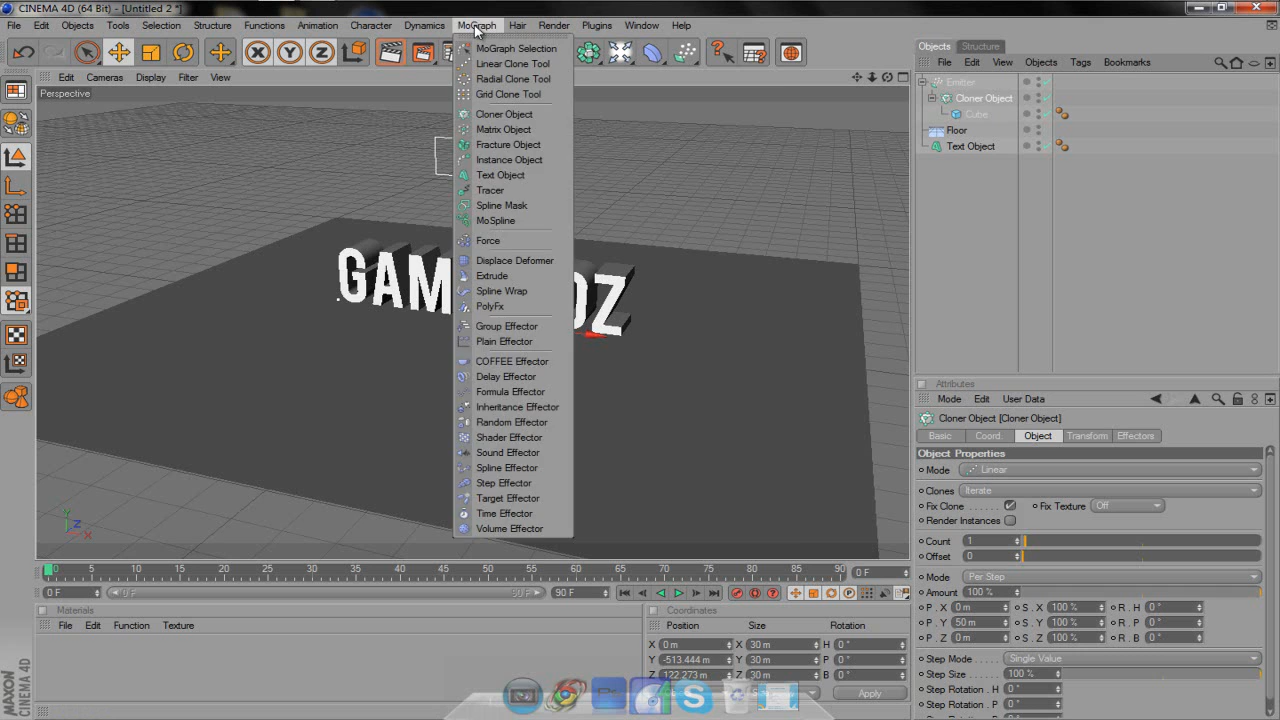 CINEMA 4D (64 Bit) - [Untitled 2 *]
File Edit Objects Tools Selection Structure Functions Animation Character Dynamics MoGraph Hair Render Plugins Window Help
Edit Cameras Display Filter View
Perspective
GAM
DZ
MoGraph Selection
Linear Clone Tool
Radial Clone Tool
Grid Clone Tool
Cloner Object
Matrix Object
Fracture Object
Instance Object
Text Object
Tracer
Spline Mask
MoSpline
Force
Displace Deformer
Extrude
Spline Wrap
PolyFx
Group Effector
Plain Effector
COFFEE Effector
Delay Effector
Formula Effector
Inheritance Effector
Random Effector
Shader Effector
Sound Effector
Spline Effector
Step Effector
Target Effector
Time Effector
Volume Effector
Objects Structure
File Edit View Objects Tags Bookmarks
Emitter
Cloner Object
Cube
Floor
Text Object
Attributes
Mode Edit User Data
Cloner Object [Cloner Object]
Basic Coord. Object Transform Effectors
Object Properties
Mode Linear
Clones Iterate
Fix Clone Fix Texture Off
Render Instances
Count 1
Offset 0
Mode Per Step
Amount 100 %
P . X 0 m S . X 100 % R . H 0 °
P . Y 50 m S . Y 100 % R . P 0 °
P . Z 0 m S . Z 100 % R . B 0 °
Step Mode Single Value
Step Size 100 %
Step Rotation . H 0 °
Step Rotation . P 0 °
0 5 10 15 20 25 30 35 40 45 50 55 60 65 70 75 80 85 90 0 F
0 F 0 F 90 F 90 F
Materials
File Edit Function Texture
Coordinates
Position Size Rotation
X 0 m X 30 m H 0 °
Y -513.444 m Y 30 m P 0 °
Z 122.273 m Z 30 m B 0 °
Apply
MAXON
CINEMA 4D